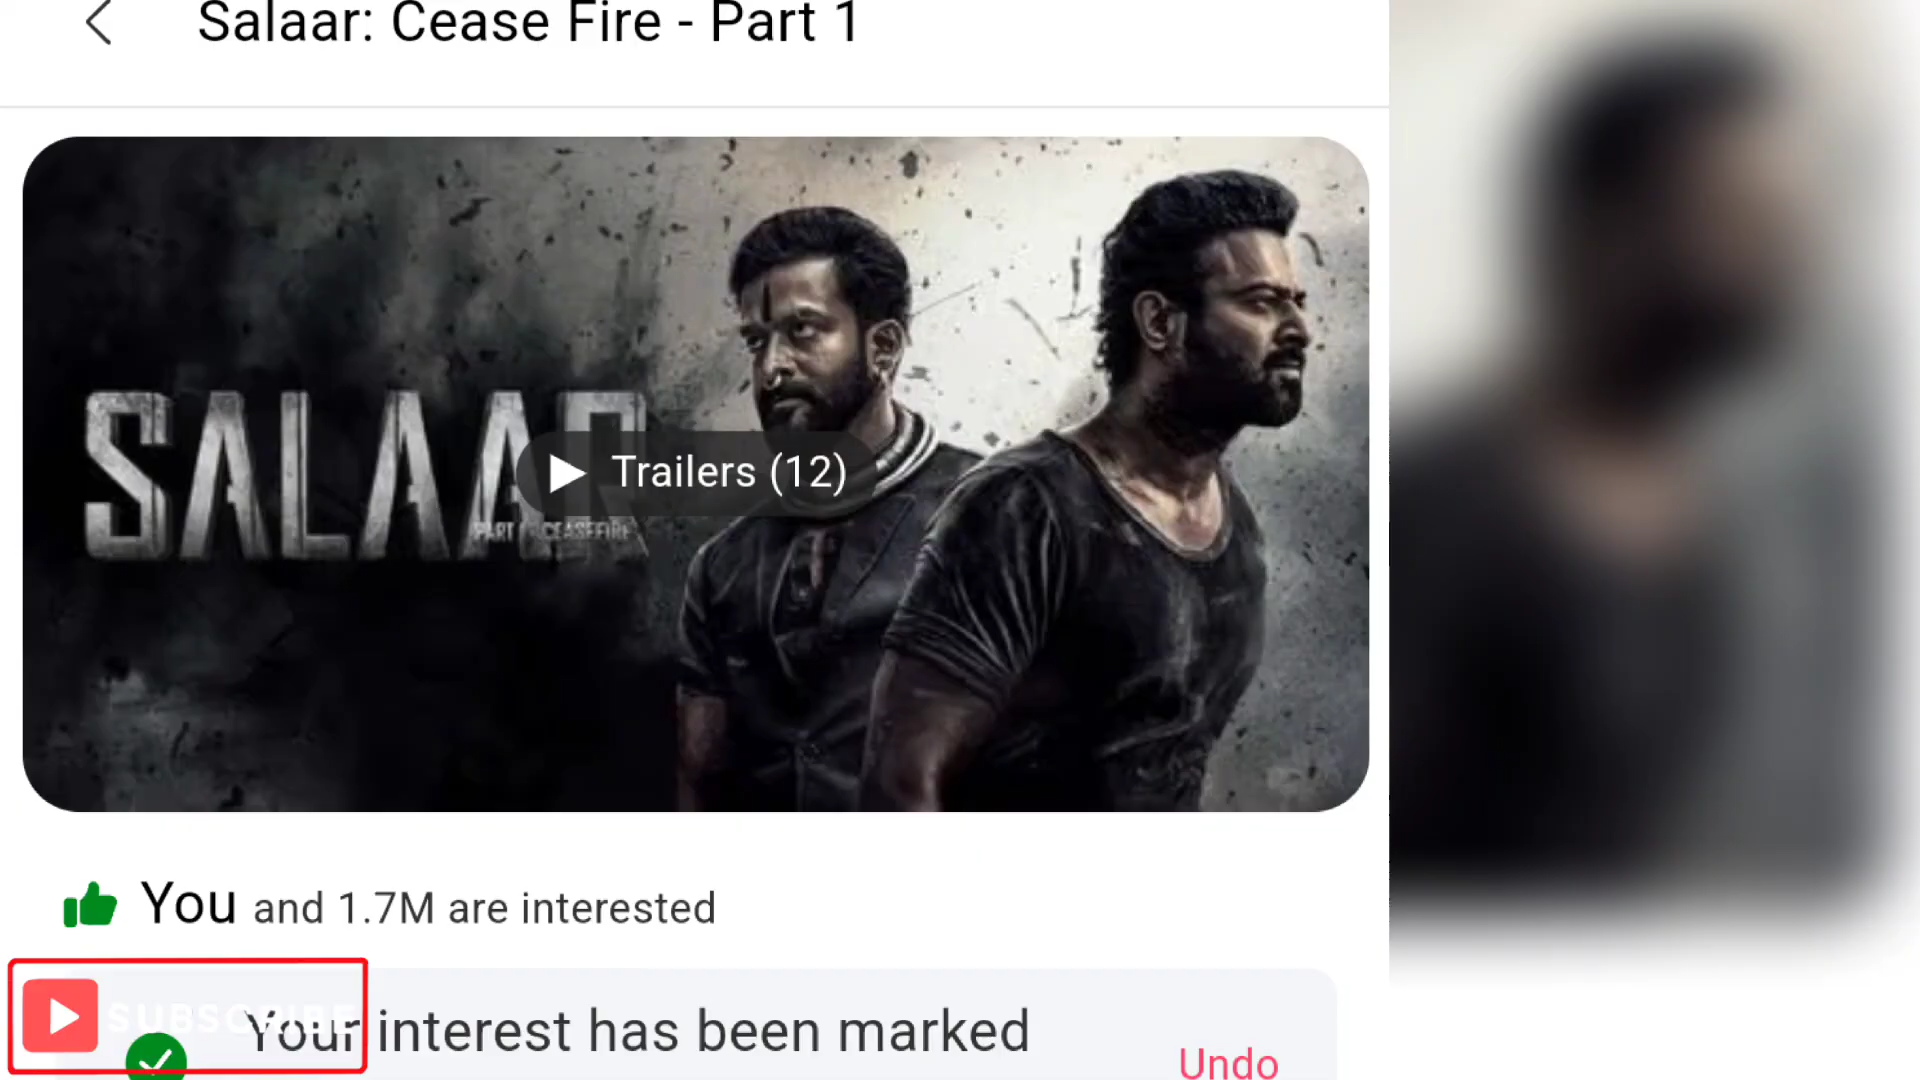 Salaar: Cease Fire - Part 1
SALAAR
Trailers (12)
PART 1 CEASEFIRE
You and 1.7M are interested
SUBSCRIBE
Your interest has been marked
Undo